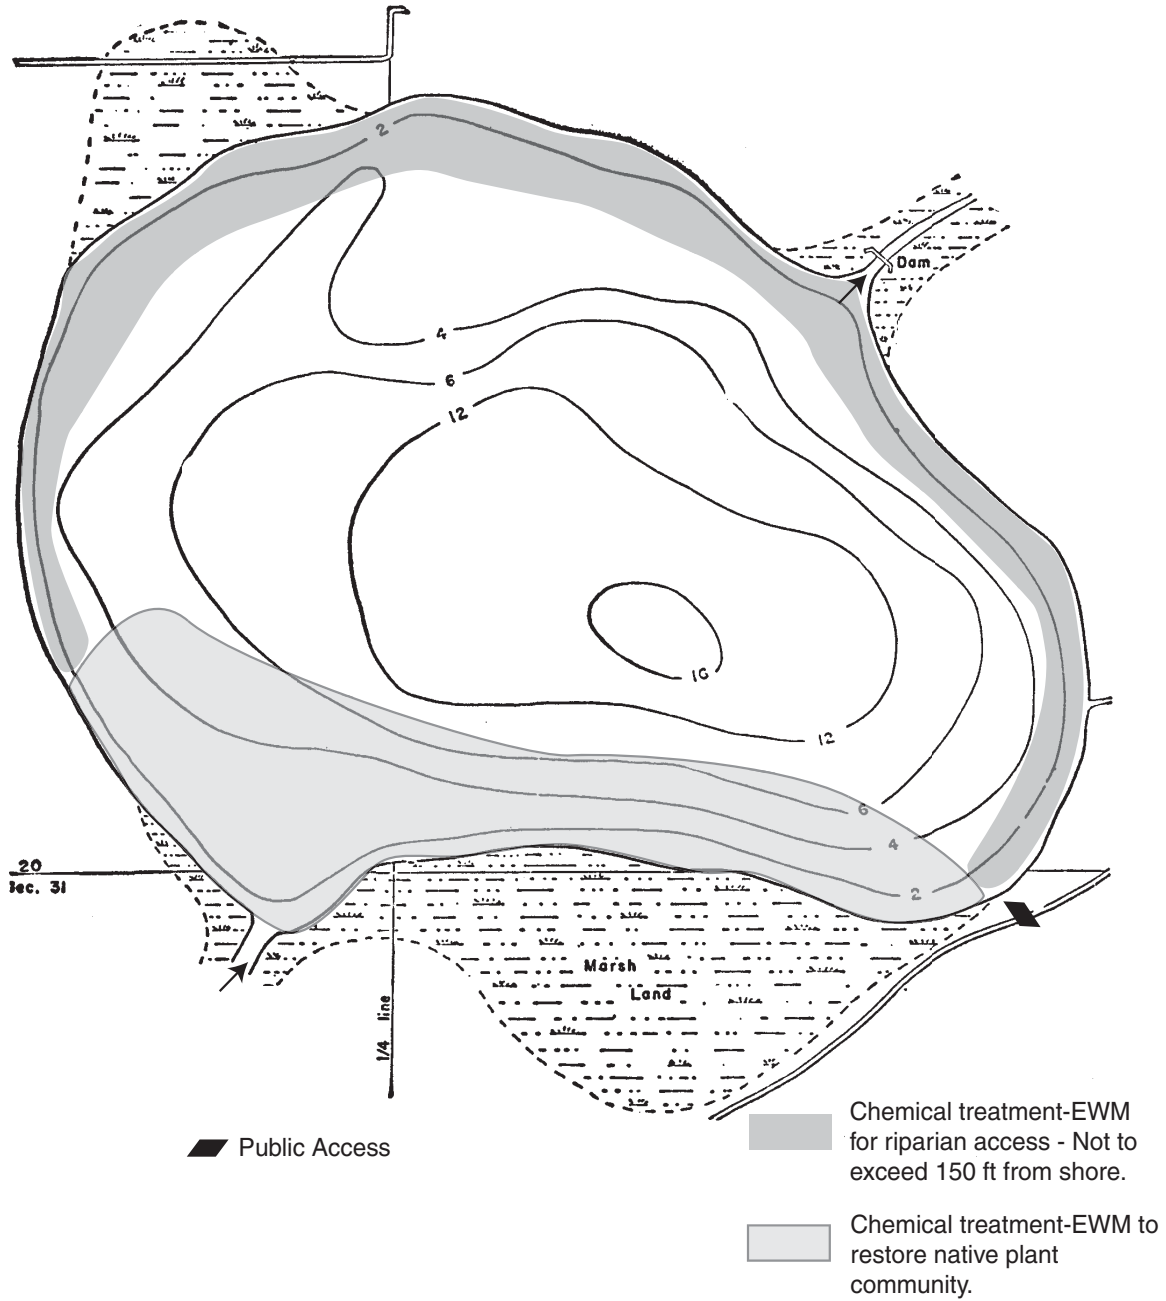 2
Dam
4
6
12
16
12
6
4
2
20
Sec. 31
Marsh
Land
1/4 line
Public Access
Chemical treatment-EWM
for riparian access - Not to
exceed 150 ft from shore.
Chemical treatment-EWM to
restore native plant
community.